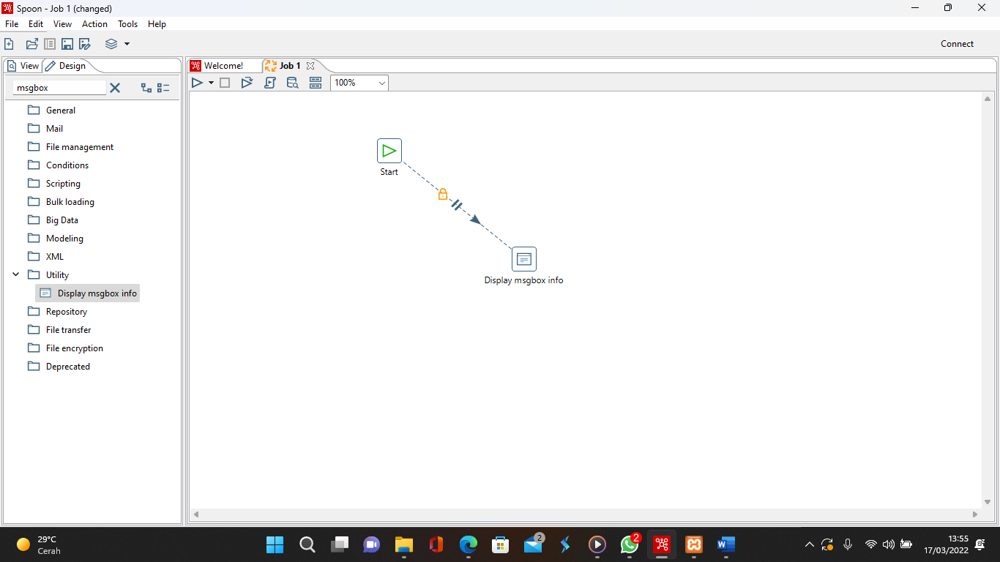 Spoon - Job 1 (changed)
File Edit View Action Tools Help
Connect
View Design
Welcome! Job 1
msgbox
100%
General
Mail
File management
Conditions
Scripting
Bulk loading
Big Data
Modeling
XML
Utility
Display msgbox info
Repository
File transfer
File encryption
Deprecated
Start
Display msgbox info
29°C
Cerah
2
2
13:55
17/03/2022